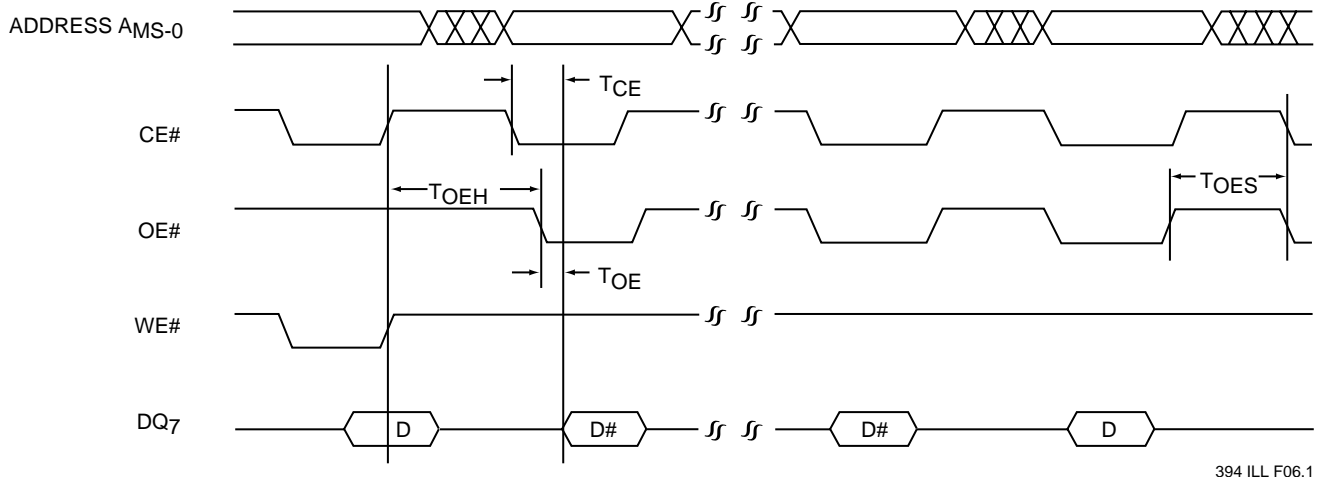 ADDRESS AMS-0
TCE
CE#
TOEH
TOES
OE#
TOE
WE#
DQ7
D
D#
D#
D
394 ILL F06.1